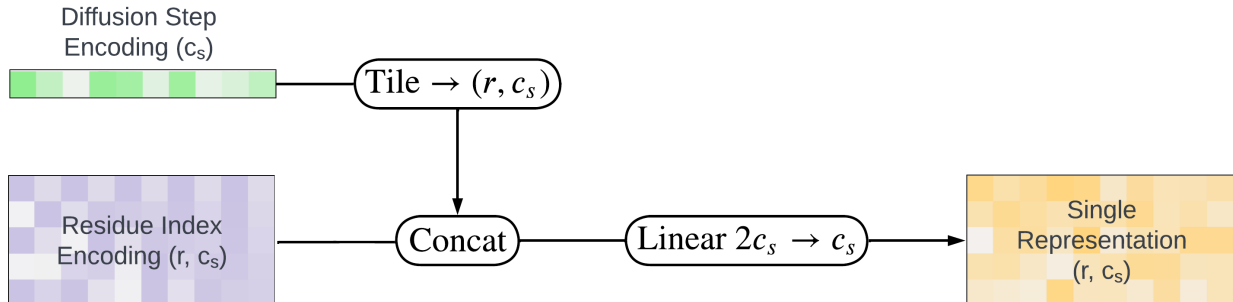 Diffusion Step
Encoding (cₛ)
Tile → (r, cₛ)
Residue Index
Encoding (r, cₛ)
Concat
Linear 2cₛ → cₛ
Single
Representation
(r, cₛ)